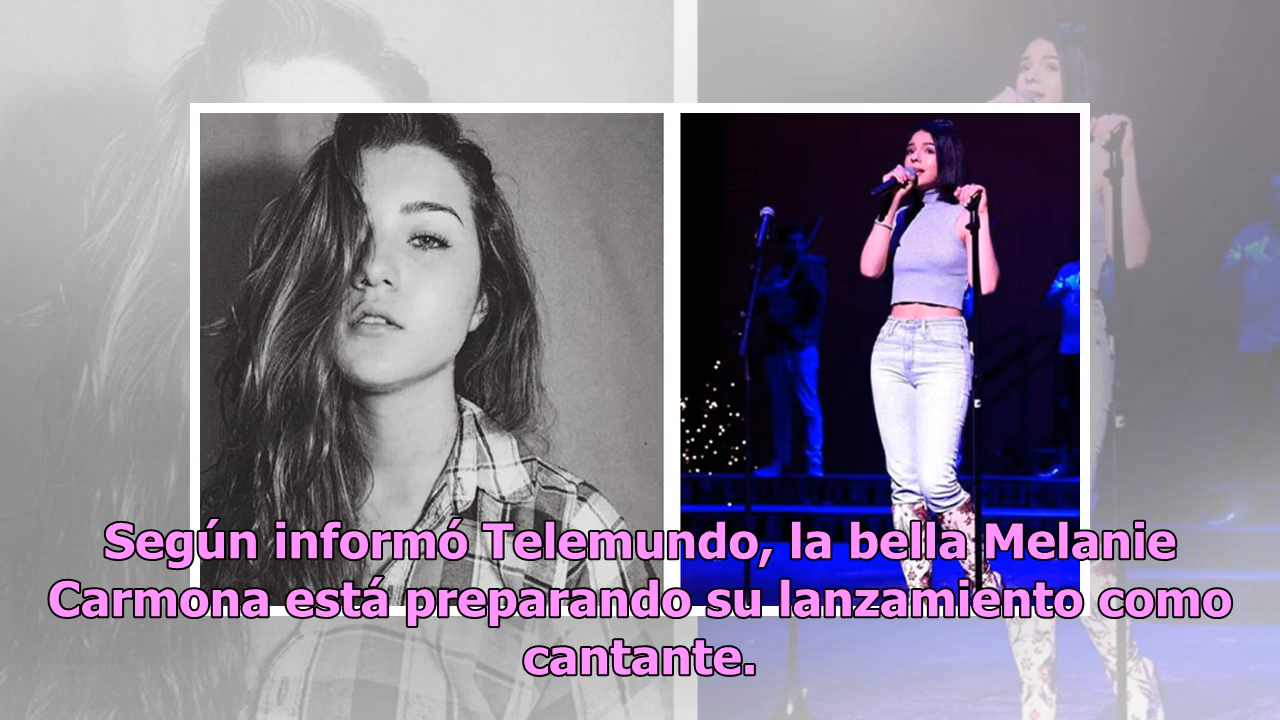 Según informó Telemundo, la bella Melanie
Carmona está preparando su lanzamiento como
cantante.